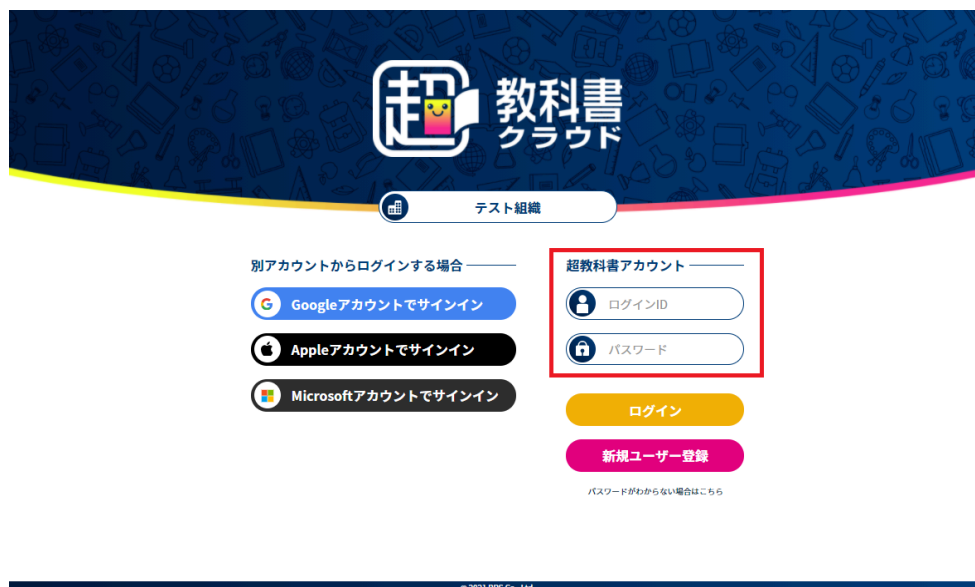 超 教科書
クラウド
テスト組織
別アカウントからログインする場合
Googleアカウントでサインイン
Appleアカウントでサインイン
Microsoftアカウントでサインイン
超教科書アカウント
ログインID
パスワード
ログイン
新規ユーザー登録
パスワードがわからない場合はこちら